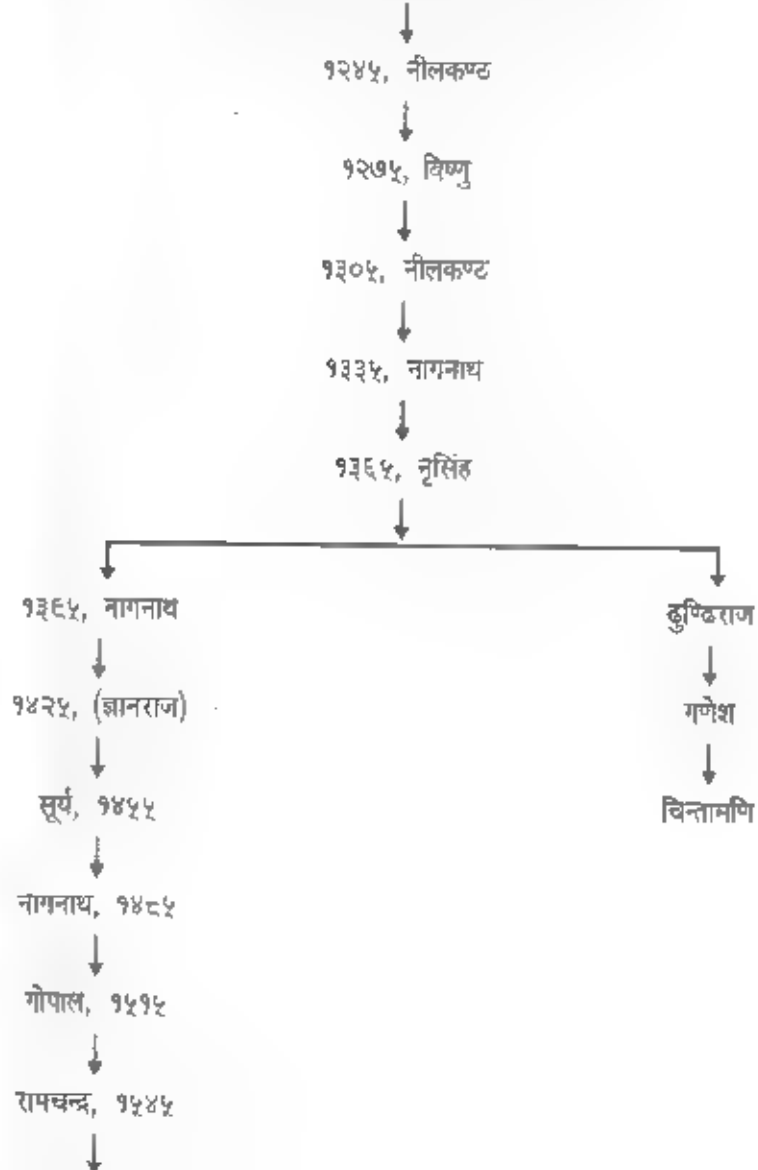 १२४५, नीलकण्ठ
१२७५, विष्णु
१३०५, नीलकण्ठ
१३३५, नागनाथ
१३६५, नृसिंह
१३९५, नागनाथ
ढुण्ढिराज
१४२५, (ज्ञानराज)
गणेश
सूर्य, १४५५
चिन्तामणि
नागनाथ, १४८५
गोपाल, १५१५
रामचन्द्र, १५४५